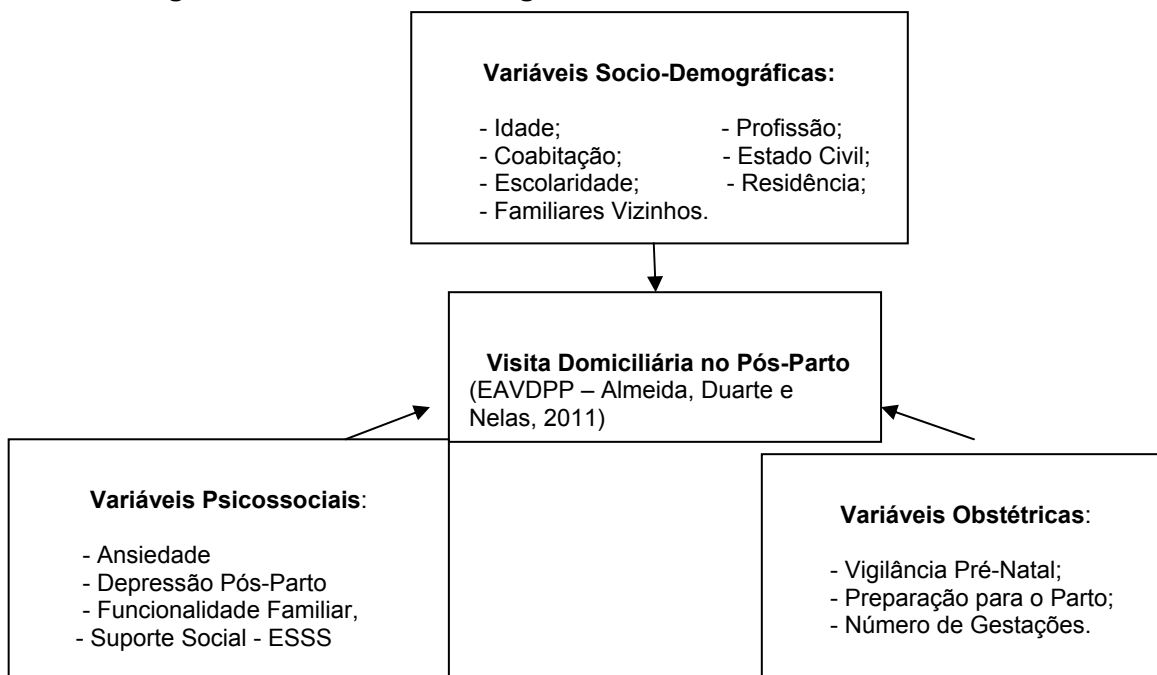 Variáveis Socio-Demográficas:
- Idade; - Profissão;
- Coabitação; - Estado Civil;
- Escolaridade; - Residência;
- Familiares Vizinhos.
Visita Domiciliária no Pós-Parto
(EAVDPP – Almeida, Duarte e
Nelas, 2011)
Variáveis Psicossociais:
- Ansiedade
- Depressão Pós-Parto
- Funcionalidade Familiar,
- Suporte Social - ESSS
Variáveis Obstétricas:
- Vigilância Pré-Natal;
- Preparação para o Parto;
- Número de Gestações.